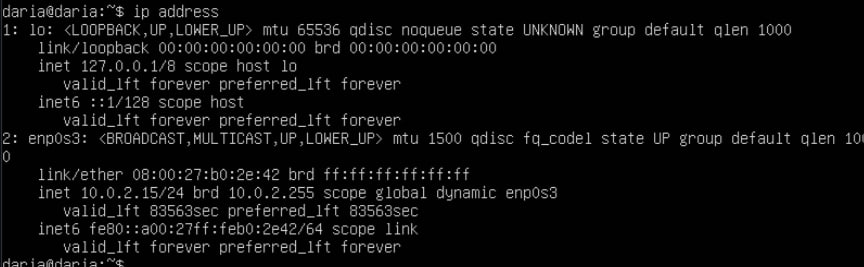 daria@daria:~$ ip address
1: lo: <LOOPBACK,UP,LOWER_UP> mtu 65536 qdisc noqueue state UNKNOWN group default qlen 1000
    link/loopback 00:00:00:00:00:00 brd 00:00:00:00:00:00
    inet 127.0.0.1/8 scope host lo
       valid_lft forever preferred_lft forever
    inet6 ::1/128 scope host
       valid_lft forever preferred_lft forever
2: enp0s3: <BROADCAST,MULTICAST,UP,LOWER_UP> mtu 1500 qdisc fq_codel state UP group default qlen 100
0
    link/ether 08:00:27:b0:2e:42 brd ff:ff:ff:ff:ff:ff
    inet 10.0.2.15/24 brd 10.0.2.255 scope global dynamic enp0s3
       valid_lft 83563sec preferred_lft 83563sec
    inet6 fe80::a00:27ff:feb0:2e42/64 scope link
       valid_lft forever preferred_lft forever
daria@daria:~$